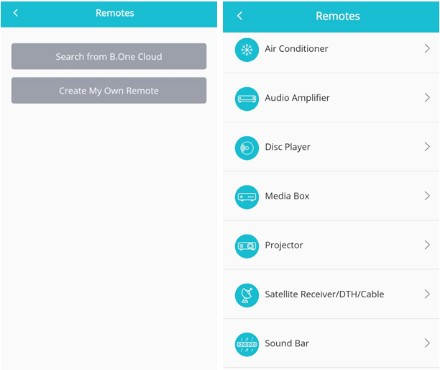 Remotes
Search from B.One Cloud
Create My Own Remote
Remotes
Air Conditioner
Audio Amplifier
Disc Player
Media Box
Projector
Satellite Receiver/DTH/Cable
Sound Bar